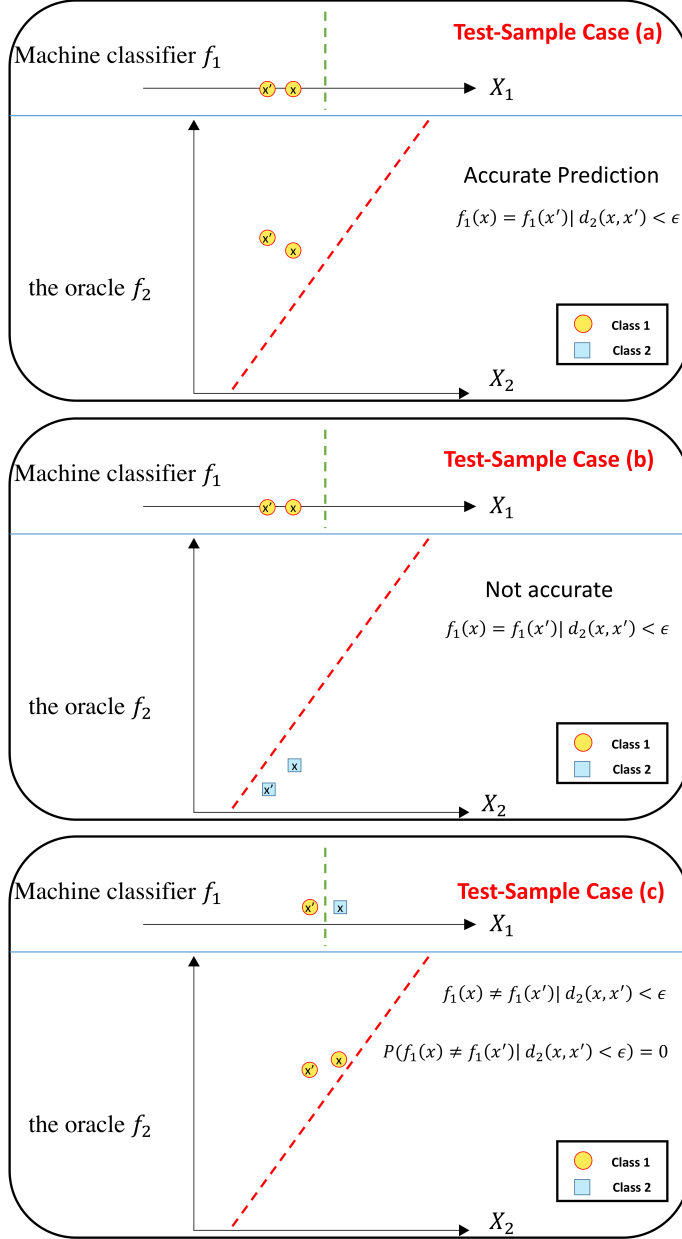 Test-Sample Case (a)
Machine classifier f₁
x′ x
X₁
Accurate Prediction
f₁(x) = f₁(x′)| d₂(x, x′) < ϵ
x′ x
the oracle f₂
Class 1
Class 2
X₂
Test-Sample Case (b)
Machine classifier f₁
x′ x
X₁
Not accurate
f₁(x) = f₁(x′)| d₂(x, x′) < ϵ
the oracle f₂
Class 1
x
Class 2
x′
X₂
Test-Sample Case (c)
Machine classifier f₁
x′ x
X₁
f₁(x) ≠ f₁(x′)| d₂(x, x′) < ϵ
P(f₁(x) ≠ f₁(x′)| d₂(x, x′) < ϵ) = 0
x′ x
the oracle f₂
Class 1
Class 2
X₂